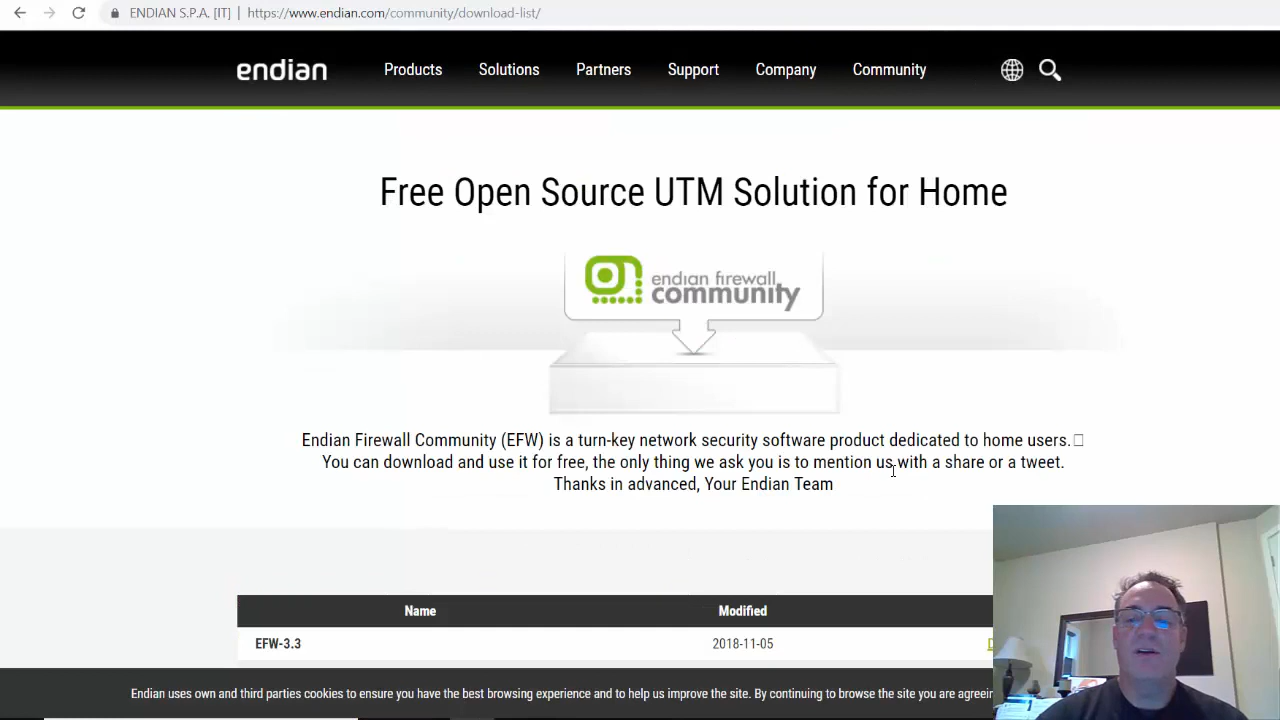 ENDIAN S.P.A. [IT] | https://www.endian.com/community/download-list/
endian Products Solutions Partners Support Company Community
Free Open Source UTM Solution for Home
endian firewall
community
Endian Firewall Community (EFW) is a turn-key network security software product dedicated to home users.
You can download and use it for free, the only thing we ask you is to mention us with a share or a tweet.
Thanks in advanced, Your Endian Team
Name Modified
EFW-3.3 2018-11-05
Endian uses own and third parties cookies to ensure you have the best browsing experience and to help us improve the site. By continuing to browse the site you are